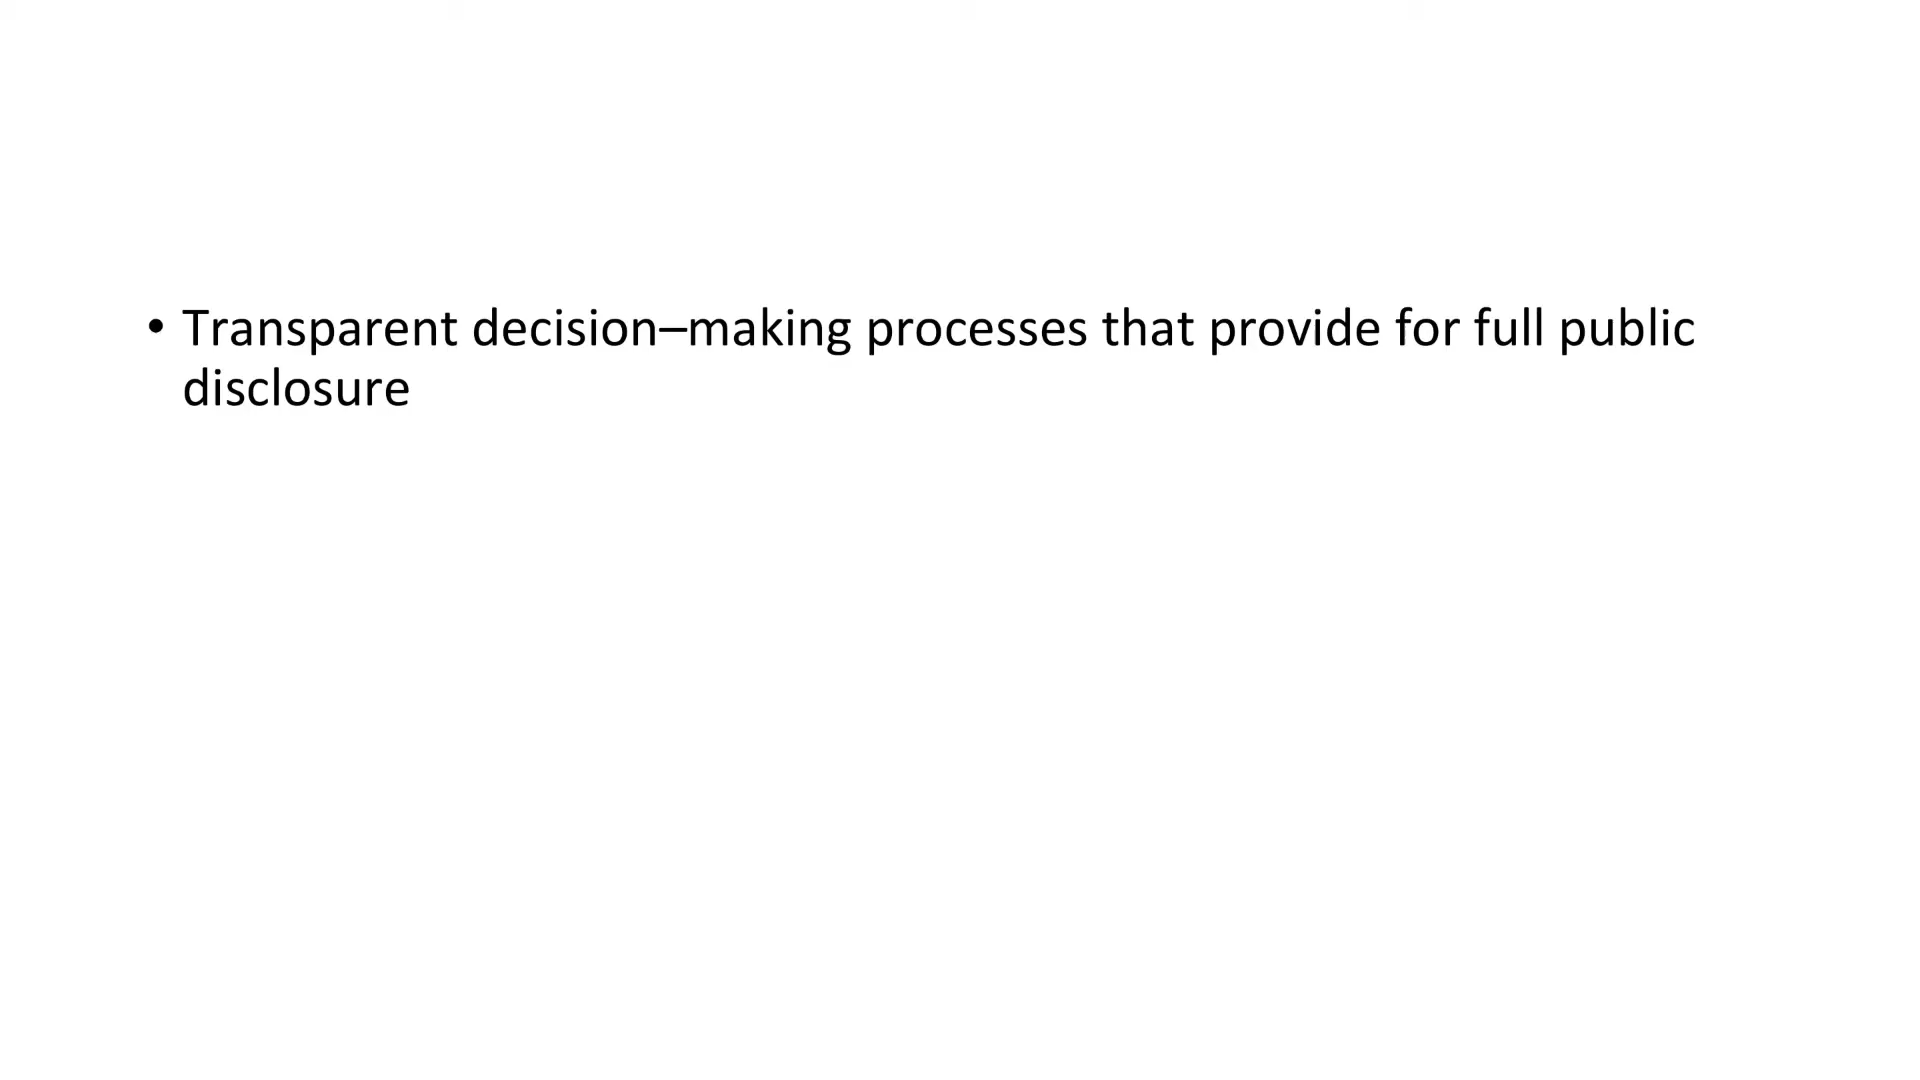 • Transparent decision–making processes that provide for full public
disclosure